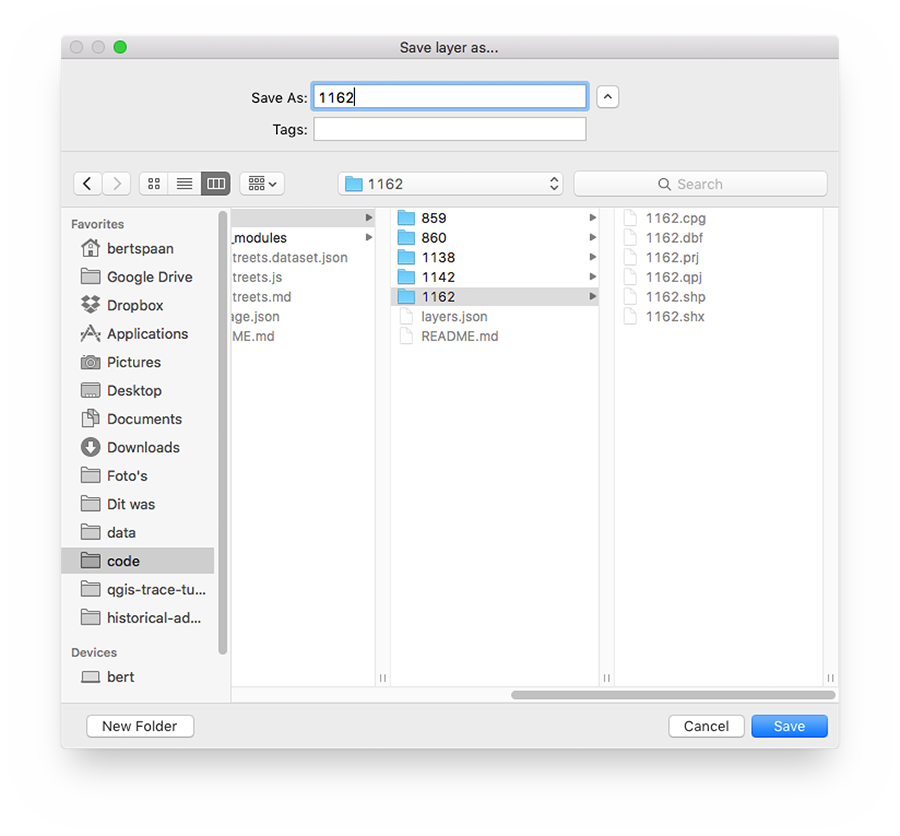 Save layer as...
Save As: 1162
Tags:
1162
Search
Favorites
bertspaan
Google Drive
Dropbox
Applications
Pictures
Desktop
Documents
Downloads
Foto's
Dit was
data
code
qgis-trace-tu...
historical-ad...
Devices
bert
_modules
treets.dataset.json
treets.js
treets.md
age.json
ME.md
859
860
1138
1142
1162
layers.json
README.md
1162.cpg
1162.dbf
1162.prj
1162.qpj
1162.shp
1162.shx
New Folder
Cancel
Save